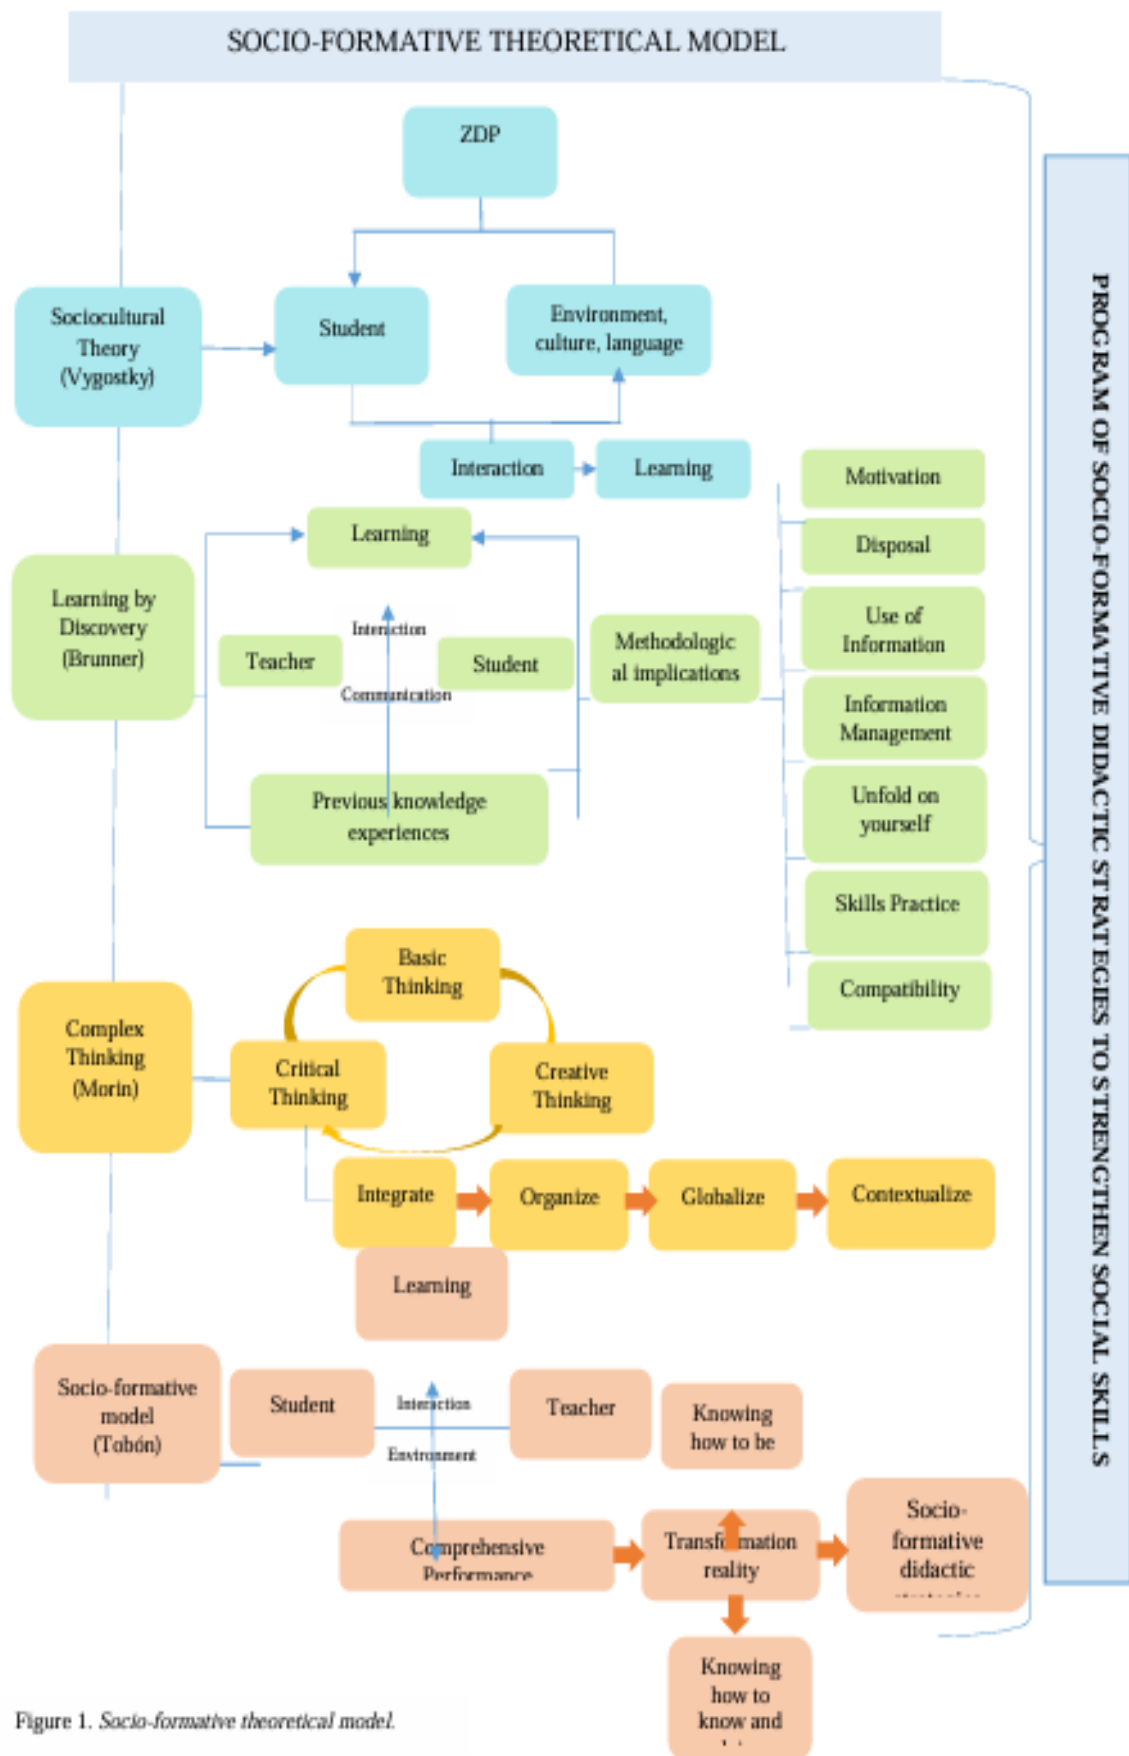 SOCIO-FORMATIVE THEORETICAL MODEL
ZDP
Sociocultural
Theory
(Vygostky)
Student
Environment,
culture, language
Interaction
Learning
Learning by
Discovery
(Brunner)
Learning
Interaction
Teacher
Student
Communication
Previous knowledge
experiences
Methodologic
al implications
Motivation
Disposal
Use of
Information
Information
Management
Unfold on
yourself
Skills Practice
Compatibility
Complex
Thinking
(Morin)
Basic
Thinking
Critical
Thinking
Creative
Thinking
Integrate
Organize
Globalize
Contextualize
Learning
Socio-formative
model
(Tobón)
Student
Interaction
Environment
Teacher
Knowing
how to be
Comprehensive
Performance
Transformation
reality
Socio-
formative
didactic
Knowing
how to
know and
PROGRAM OF SOCIO-FORMATIVE DIDACTIC STRATEGIES TO STRENGTHEN SOCIAL SKILLS
Figure 1. Socio-formative theoretical model.